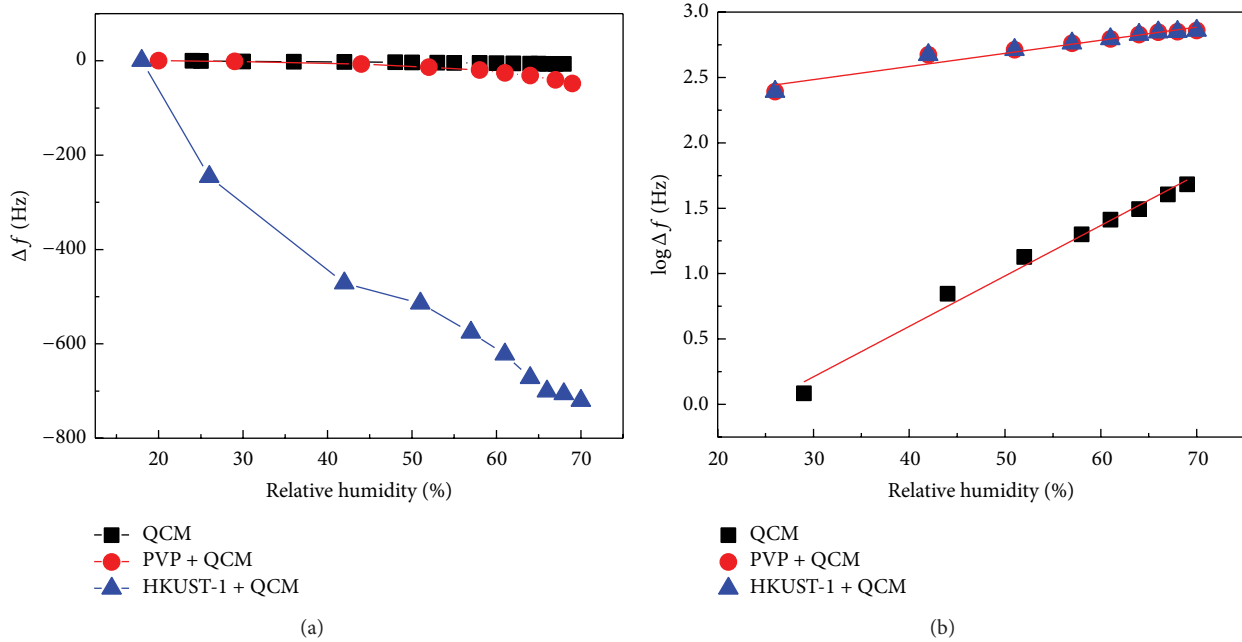 0
−200
−400
−600
−800
Δf (Hz)
20 30 40 50 60 70
Relative humidity (%)
QCM
PVP + QCM
HKUST-1 + QCM
(a)
3.0
2.5
2.0
1.5
1.0
0.5
0.0
log Δf (Hz)
20 30 40 50 60 70
Relative humidity (%)
QCM
PVP + QCM
HKUST-1 + QCM
(b)